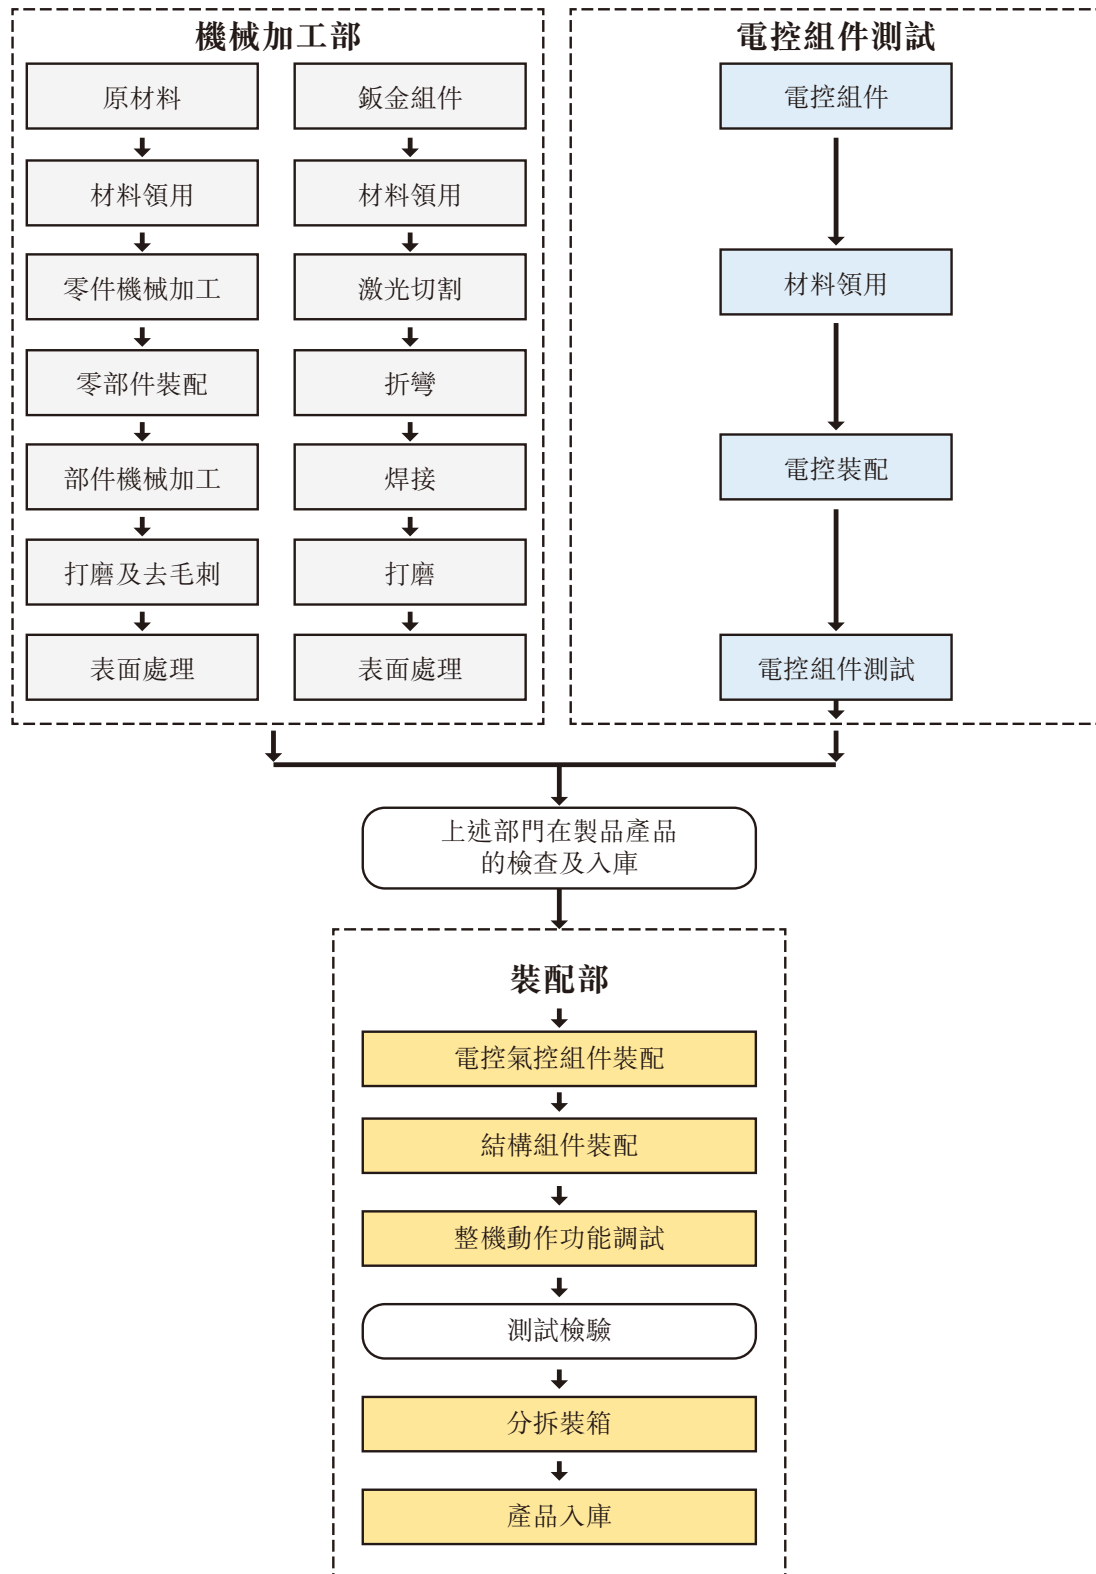 機械加工部
原材料
材料領用
零件機械加工
零部件裝配
部件機械加工
打磨及去毛刺
表面處理
鈑金組件
材料領用
激光切割
折彎
焊接
打磨
表面處理
電控組件測試
電控組件
材料領用
電控裝配
電控組件測試
上述部門在製品產品
的檢查及入庫
裝配部
電控氣控組件裝配
結構組件裝配
整機動作功能調試
測試檢驗
分拆裝箱
產品入庫